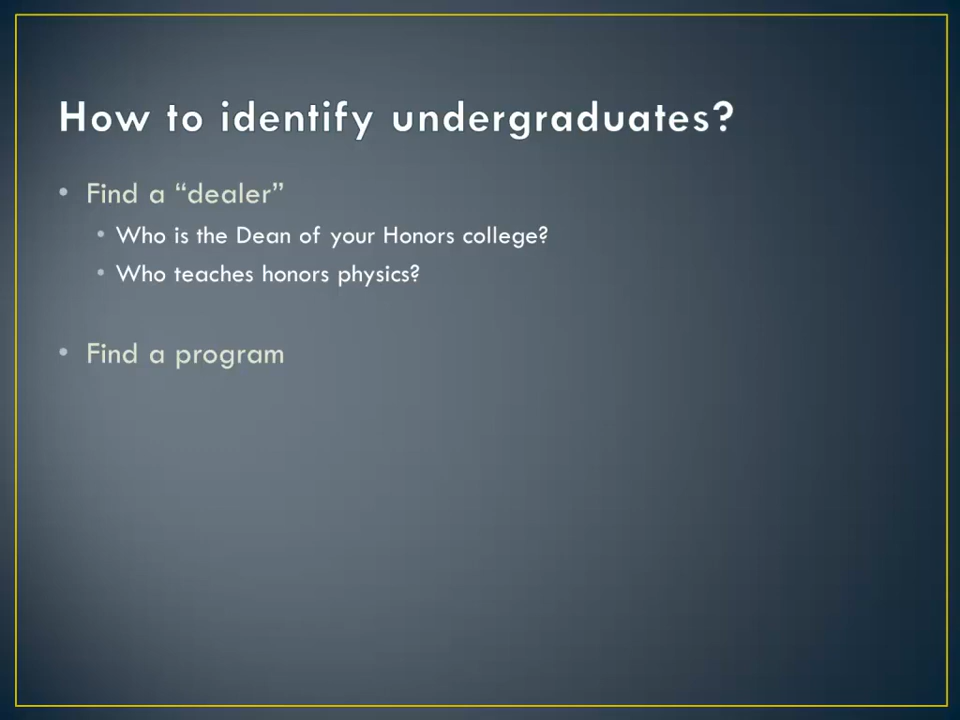 How to identify undergraduates?
• Find a “dealer”
• Who is the Dean of your Honors college?
• Who teaches honors physics?
• Find a program